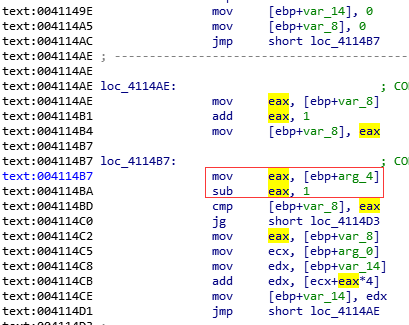 text:0041149E mov [ebp+var_14], 0
text:004114A5 mov [ebp+var_8], 0
text:004114AC jmp short loc_4114B7
text:004114AE ; ---------------------------------------
text:004114AE
text:004114AE loc_4114AE: ; CO
text:004114AE mov eax, [ebp+var_8]
text:004114B1 add eax, 1
text:004114B4 mov [ebp+var_8], eax
text:004114B7
text:004114B7 loc_4114B7: ; CO
text:004114B7 mov eax, [ebp+arg_4]
text:004114BA sub eax, 1
text:004114BD cmp [ebp+var_8], eax
text:004114C0 jg short loc_4114D3
text:004114C2 mov eax, [ebp+var_8]
text:004114C5 mov ecx, [ebp+arg_0]
text:004114C8 mov edx, [ebp+var_14]
text:004114CB add edx, [ecx+eax*4]
text:004114CE mov [ebp+var_14], edx
text:004114D1 jmp short loc_4114AE